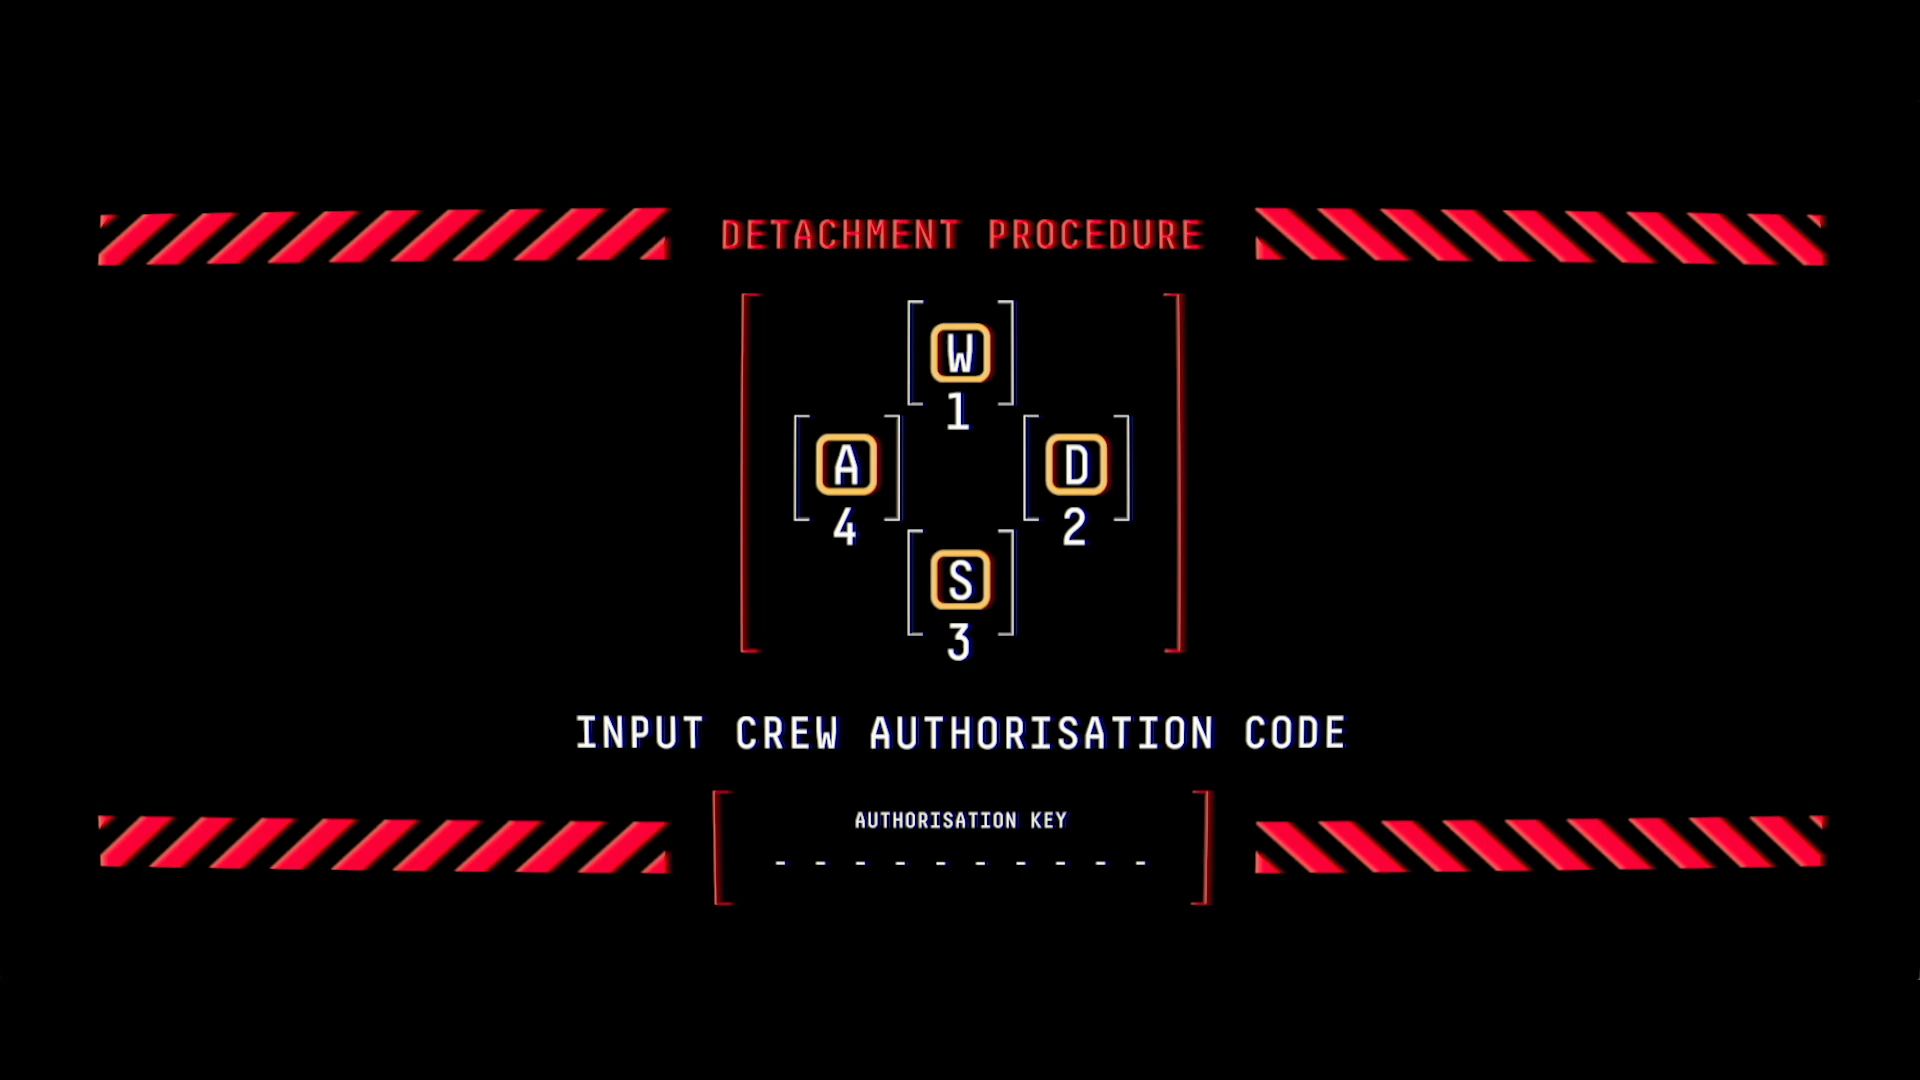 DETACHMENT PROCEDURE
W
1
A D
4 2
S
3
INPUT CREW AUTHORISATION CODE
AUTHORISATION KEY
- - - - - - - - - -